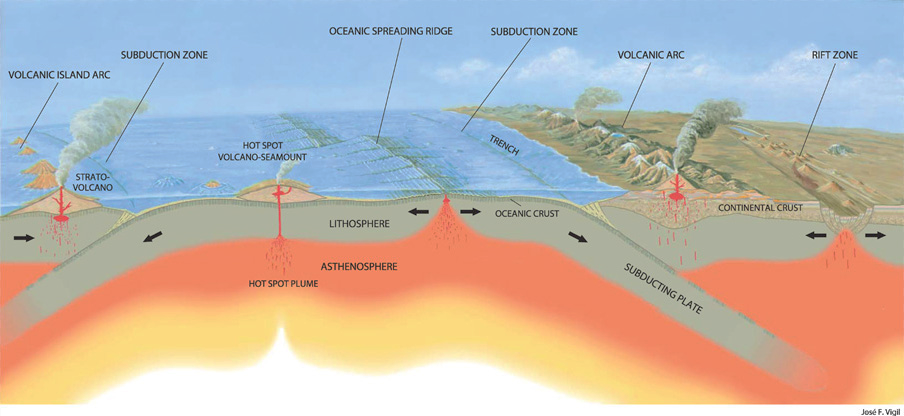 OCEANIC SPREADING RIDGE
SUBDUCTION ZONE
SUBDUCTION ZONE
VOLCANIC ARC
RIFT ZONE
VOLCANIC ISLAND ARC
TRENCH
HOT SPOT
VOLCANO-SEAMOUNT
STRATO-
VOLCANO
CONTINENTAL CRUST
OCEANIC CRUST
LITHOSPHERE
ASTHENOSPHERE
HOT SPOT PLUME
SUBDUCTING PLATE
José F. Vigil